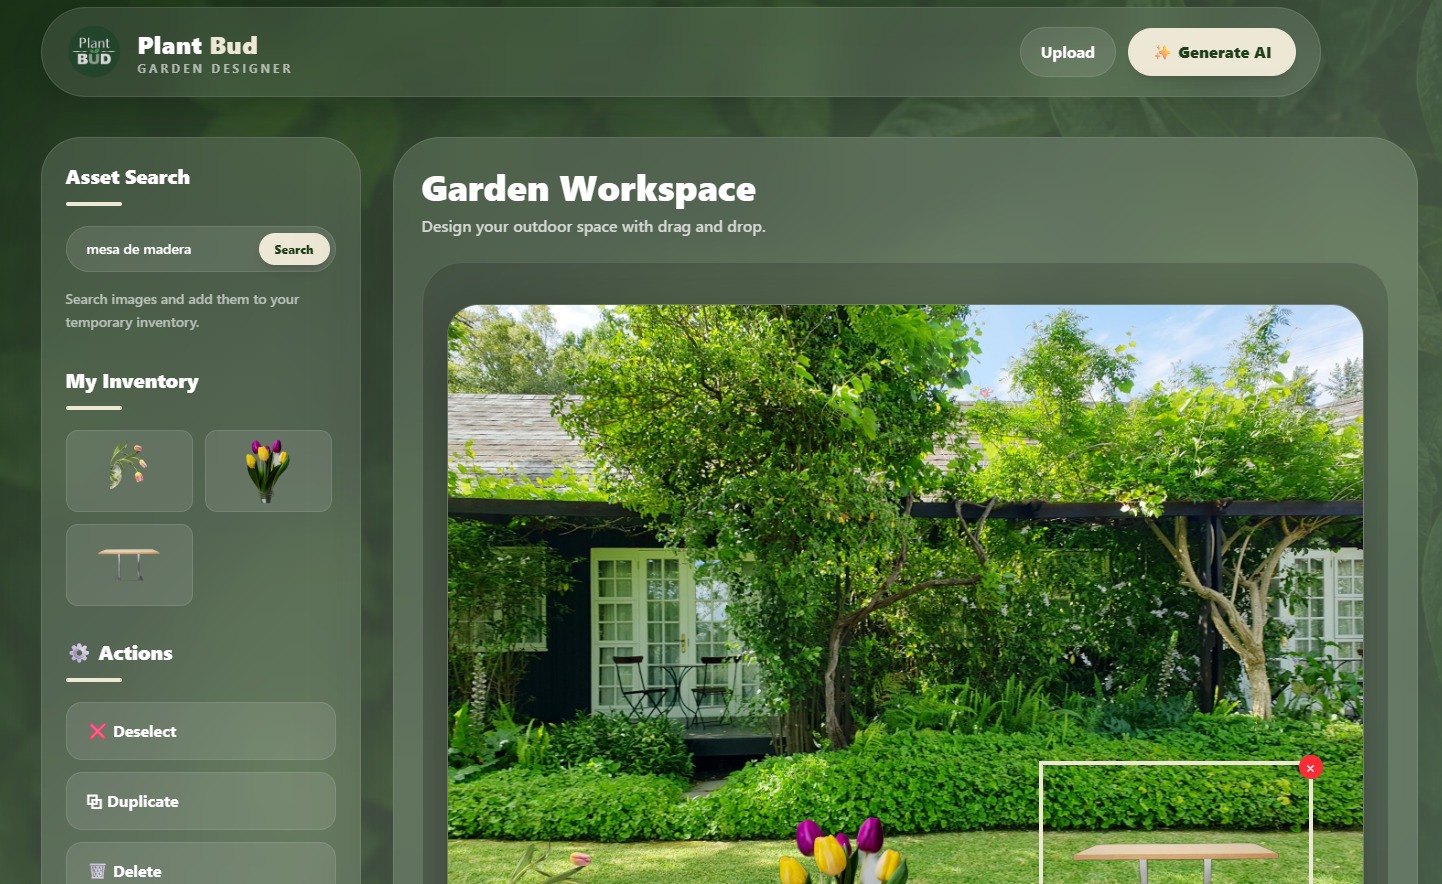 Plant
BUD
Plant Bud
GARDEN DESIGNER
Upload
Generate AI
Asset Search
mesa de madera
Search
Search images and add them to your
temporary inventory.
My Inventory
Actions
Deselect
Duplicate
Delete
Garden Workspace
Design your outdoor space with drag and drop.